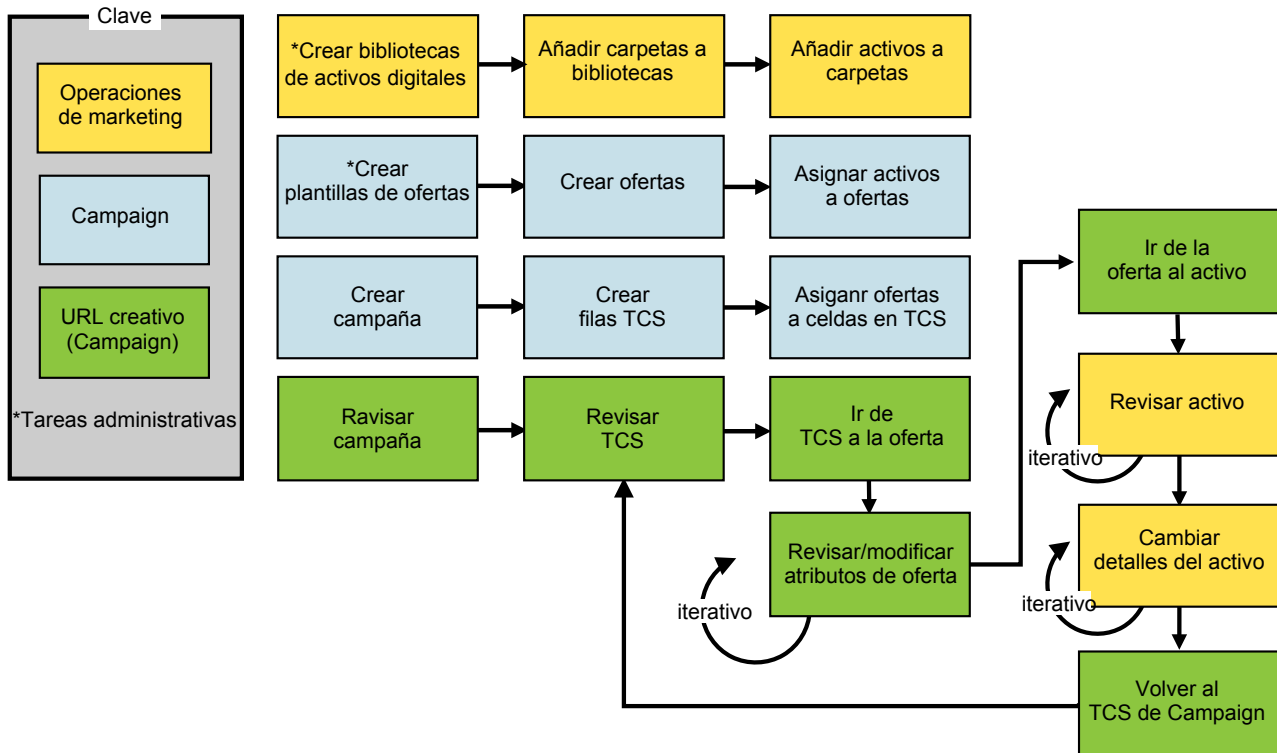 Clave
Operaciones
de marketing
Campaign
URL creativo
(Campaign)
*Tareas administrativas
*Crear bibliotecas
de activos digitales
Añadir carpetas a
bibliotecas
Añadir activos a
carpetas
*Crear
plantillas de ofertas
Crear ofertas
Asignar activos
a ofertas
Crear
campaña
Crear
filas TCS
Asiganr ofertas
a celdas en TCS
Ravisar
campaña
Revisar
TCS
Ir de
TCS a la oferta
Revisar/modificar
atributos de oferta
iterativo
Ir de la
oferta al activo
Revisar activo
iterativo
Cambiar
detalles del activo
iterativo
Volver al
TCS de Campaign